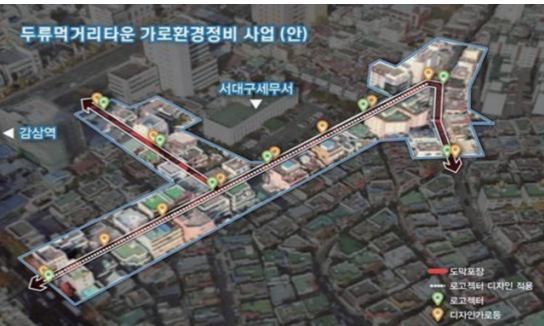 두류먹거리타운 가로환경정비 사업 (안)
서대구세무서
감삼역
도막포장
로고젝터 디자인 적용
로고젝터
디자인가로등